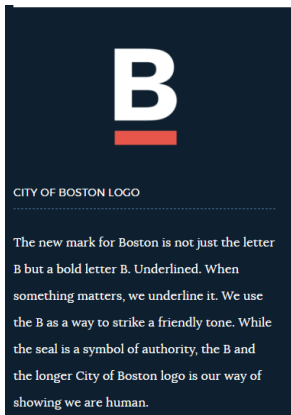 B
CITY OF BOSTON LOGO
The new mark for Boston is not just the letter
B but a bold letter B. Underlined. When
something matters, we underline it. We use
the B as a way to strike a friendly tone. While
the seal is a symbol of authority, the B and
the longer City of Boston logo is our way of
showing we are human.